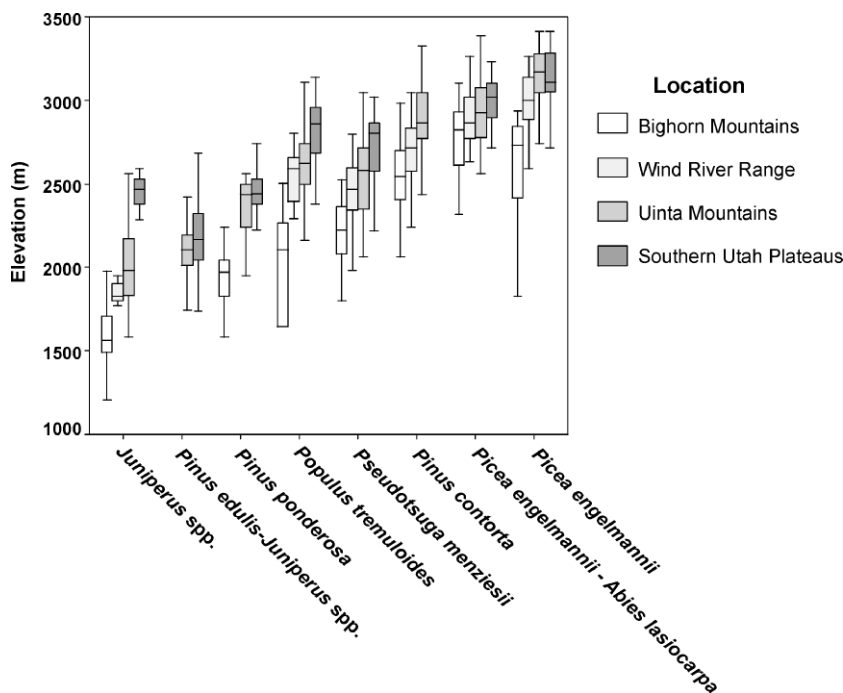 3500
3000
2500
2000
1500
1000
Elevation (m)
Juniperus spp.
Pinus edulis-Juniperus spp.
Pinus ponderosa
Populus tremuloides
Pseudotsuga menziesii
Pinus contorta
Picea engelmannii - Abies lasiocarpa
Picea engelmannii
Location
Bighorn Mountains
Wind River Range
Uinta Mountains
Southern Utah Plateaus